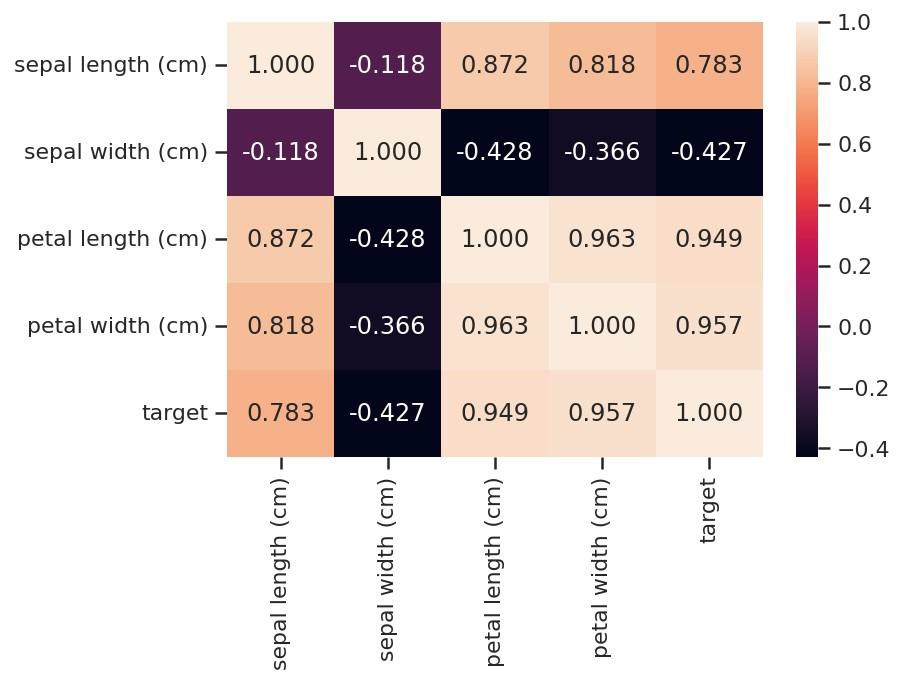 sepal length (cm) 1.000 -0.118 0.872 0.818 0.783
sepal width (cm) -0.118 1.000 -0.428 -0.366 -0.427
petal length (cm) 0.872 -0.428 1.000 0.963 0.949
petal width (cm) 0.818 -0.366 0.963 1.000 0.957
target 0.783 -0.427 0.949 0.957 1.000
sepal length (cm)
sepal width (cm)
petal length (cm)
petal width (cm)
target
1.0
0.8
0.6
0.4
0.2
0.0
−0.2
−0.4